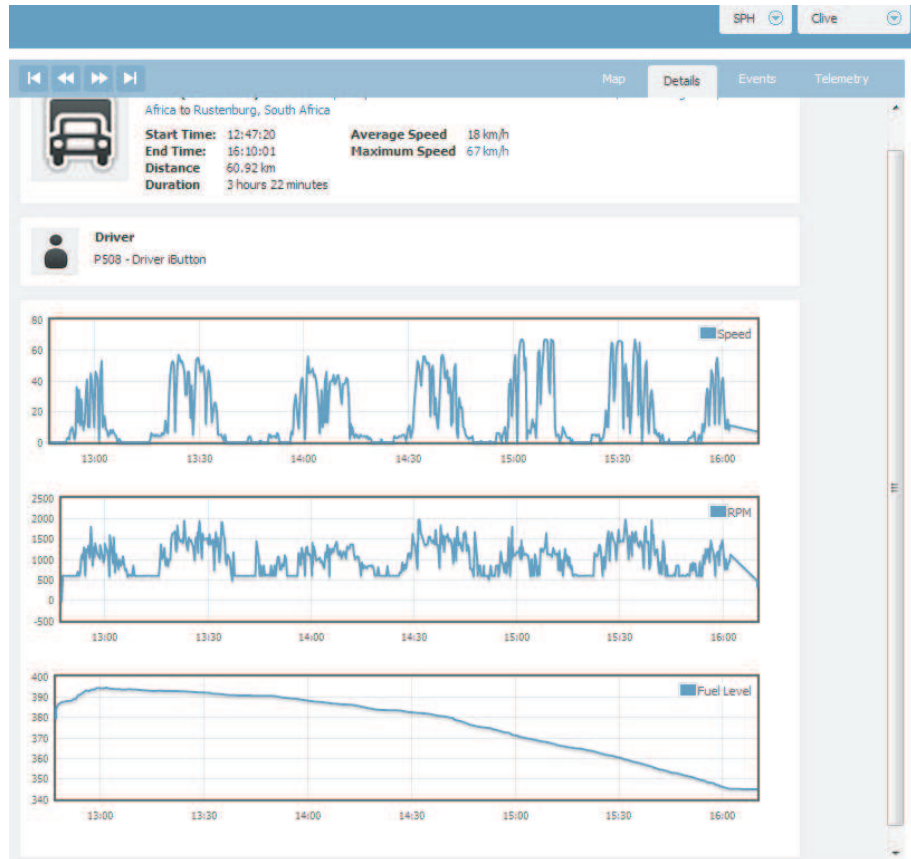 SPH Clive
Map Details Events Telemetry
Africa to Rustenburg, South Africa
Start Time: 12:47:20 Average Speed 18 km/h
End Time: 16:10:01 Maximum Speed 67 km/h
Distance 60.92 km
Duration 3 hours 22 minutes
Driver
P508 - Driver iButton
80
60
40
20
0
Speed
13:00 13:30 14:00 14:30 15:00 15:30 16:00
2500
2000
1500
1000
500
0
-500
RPM
13:00 13:30 14:00 14:30 15:00 15:30 16:00
400
390
380
370
360
350
340
Fuel Level
13:00 13:30 14:00 14:30 15:00 15:30 16:00